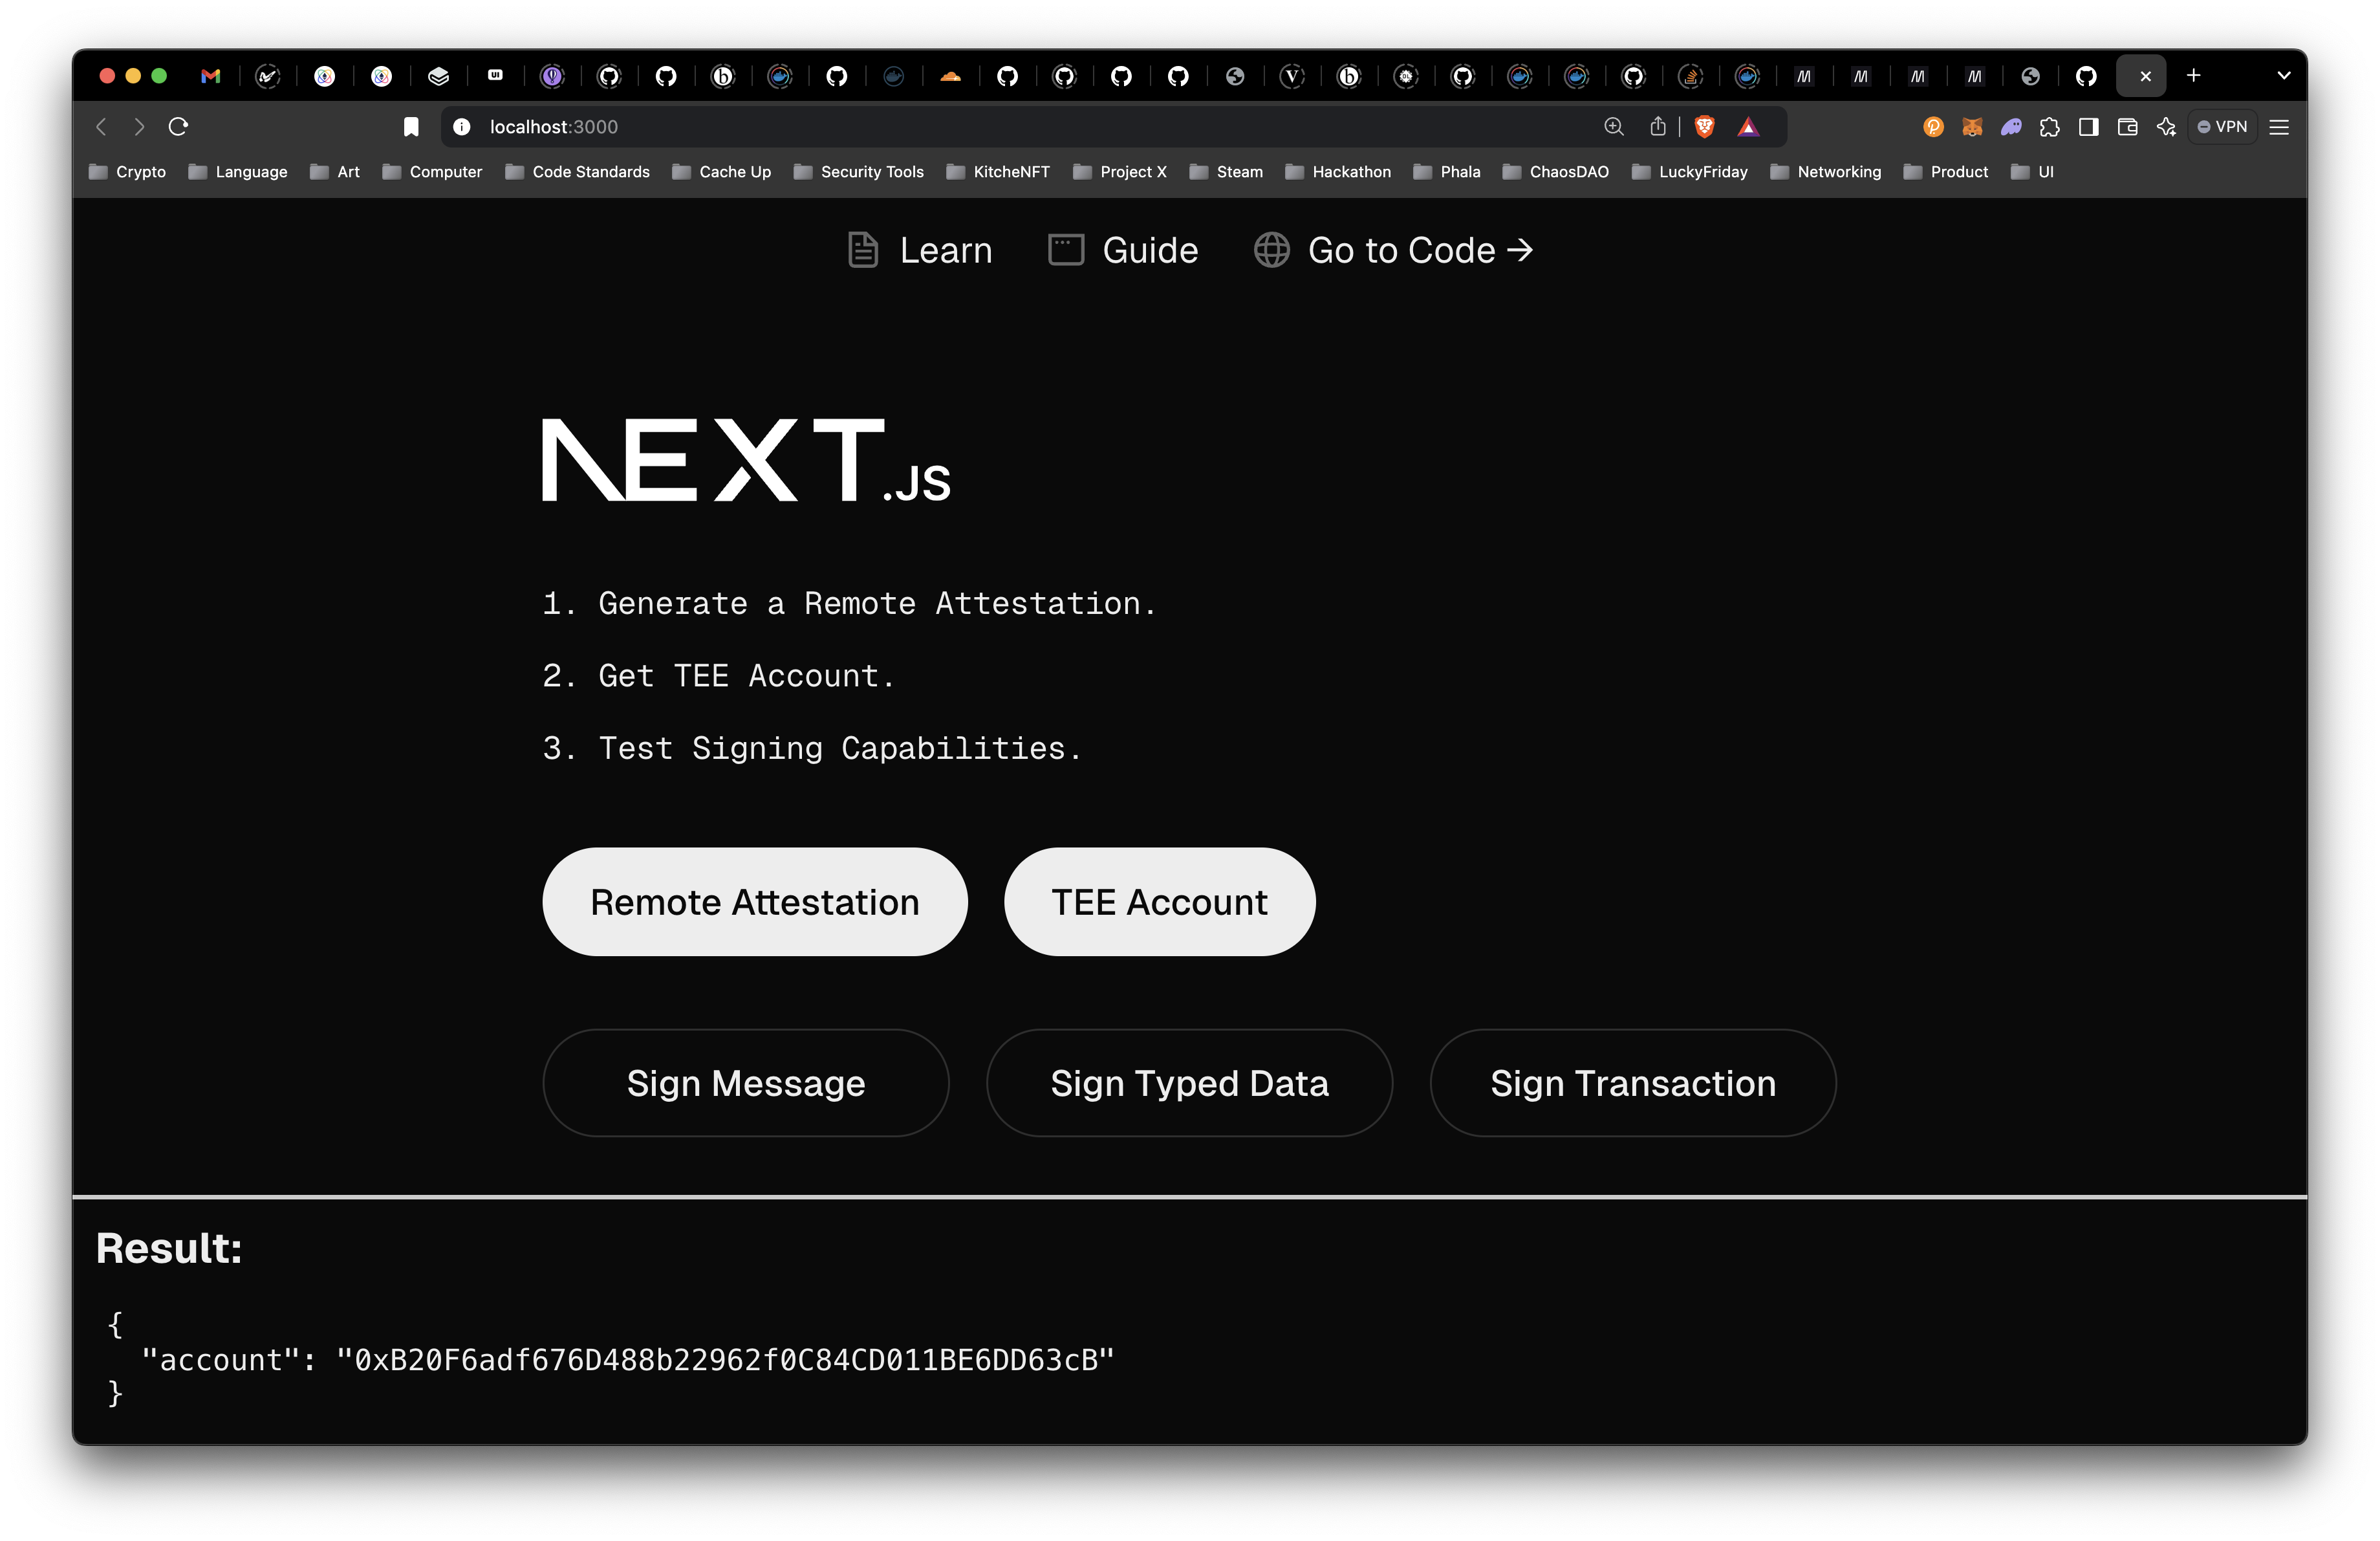 UI
localhost:3000
VPN
Crypto Language Art Computer Code Standards Cache Up Security Tools KitcheNFT Project X Steam Hackathon Phala ChaosDAO LuckyFriday Networking Product UI
Learn Guide Go to Code →
NEXT.JS
1. Generate a Remote Attestation.
2. Get TEE Account.
3. Test Signing Capabilities.
Remote Attestation TEE Account
Sign Message Sign Typed Data Sign Transaction
Result:
{
"account": "0xB20F6adf676D488b22962f0C84CD011BE6DD63cB"
}